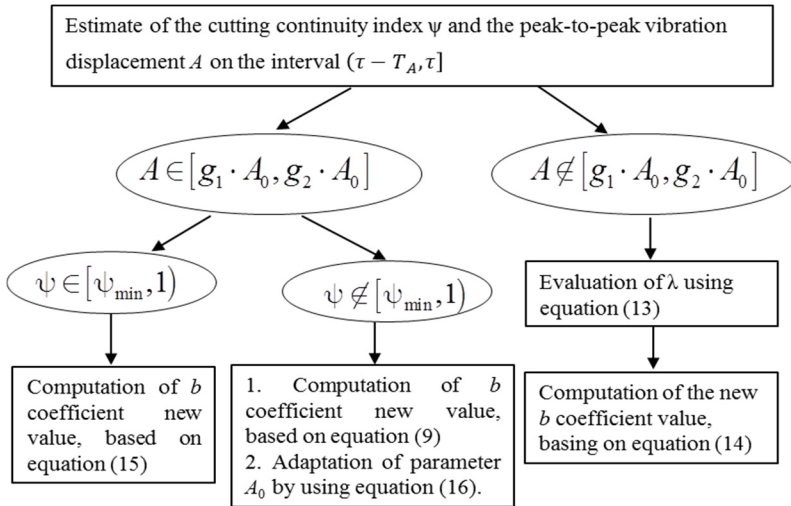 Estimate of the cutting continuity index ψ and the peak-to-peak vibration
displacement A on the interval (τ − T_A, τ]
A ∈ [g₁ · A₀, g₂ · A₀]
A ∉ [g₁ · A₀, g₂ · A₀]
ψ ∈ [ψ_min, 1)
ψ ∉ [ψ_min, 1)
Evaluation of λ using
equation (13)
Computation of b
coefficient new
value, based on
equation (15)
1. Computation of b
coefficient new value,
based on equation (9)
2. Adaptation of parameter
A₀ by using equation (16).
Computation of the new
b coefficient value,
basing on equation (14)